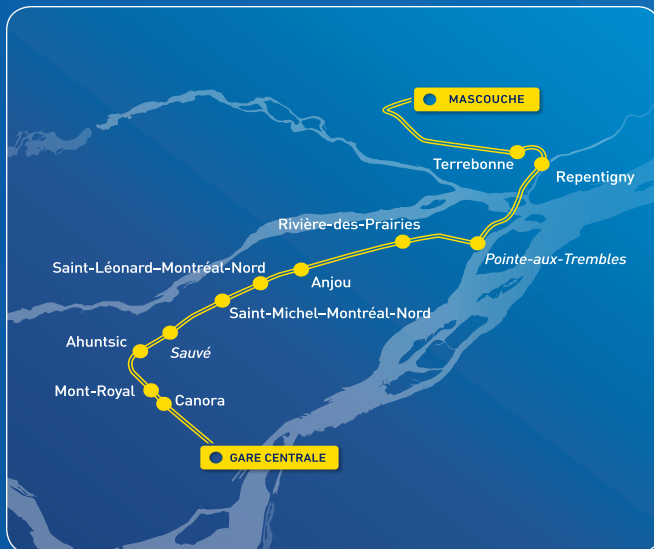 MASCOUCHE
Terrebonne
Repentigny
Rivière-des-Prairies
Pointe-aux-Trembles
Saint-Léonard–Montréal-Nord
Anjou
Saint-Michel–Montréal-Nord
Ahuntsic
Sauvé
Mont-Royal
Canora
GARE CENTRALE